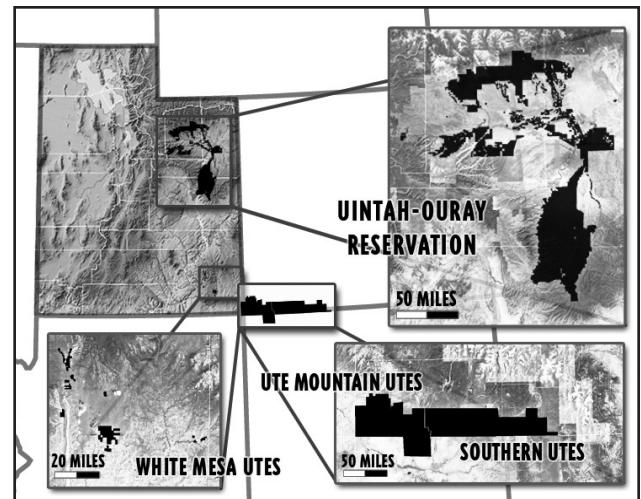 UINTAH-OURAY
RESERVATION
50 MILES
UTE MOUNTAIN UTES
20 MILES
WHITE MESA UTES
50 MILES
SOUTHERN UTES